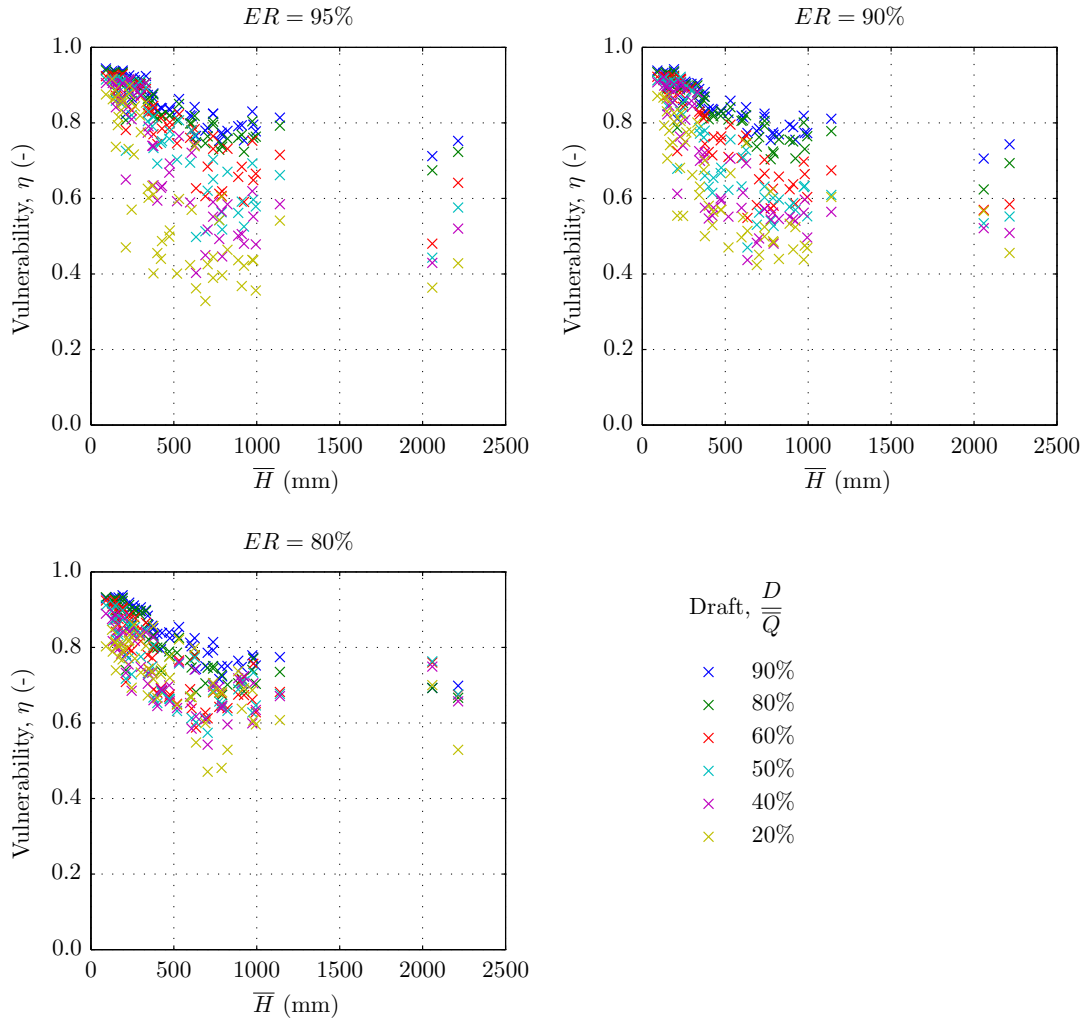 ER = 95%
1.0
0.8
0.6
0.4
0.2
0.0
Vulnerability, η (-)
0 500 1000 1500 2000 2500
H̅ (mm)
ER = 90%
1.0
0.8
0.6
0.4
0.2
0.0
Vulnerability, η (-)
0 500 1000 1500 2000 2500
H̅ (mm)
ER = 80%
1.0
0.8
0.6
0.4
0.2
0.0
Vulnerability, η (-)
0 500 1000 1500 2000 2500
H̅ (mm)
Draft, D/Q̅
90%
80%
60%
50%
40%
20%